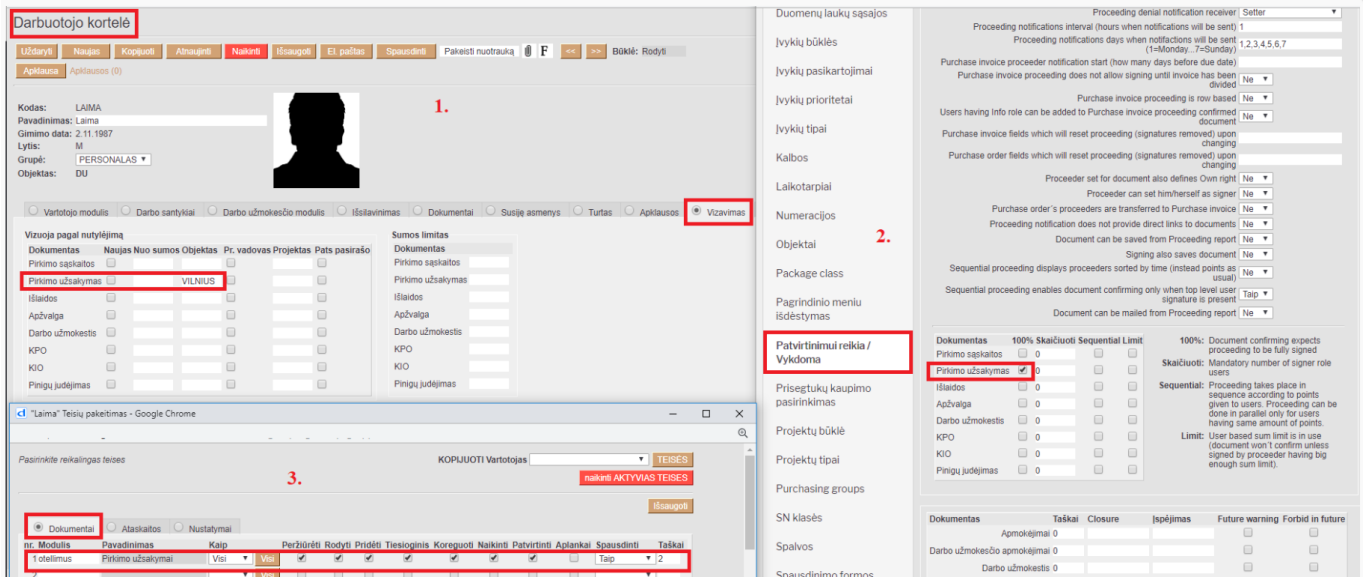 Darbuotojo kortelė
Uždaryti Naujas Kopijuoti Atnaujinti Naikinti Išsaugoti El. paštas Spausdinti Pakeisti nuotrauką F << >> Būklė: Rodyti
Apklausa Apklausos (0)
1.
Kodas: LAIMA
Pavadinimas: Laima
Gimimo data: 2.11.1987
Lytis: M
Grupė: PERSONALAS
Objektas: DU
Vartotojo modulis Darbo santykiai Darbo užmokesčio modulis Išsilavinimas Dokumentai Susiję asmenys Turtas Apklausos Vizavimas
Vizuoja pagal nutylėjimą
Dokumentas Naujas Nuo sumos Objektas Pr. vadovas Projektas Pats pasirašo
Pirkimo sąskaitos
Pirkimo užsakymas VILNIUS
Išlaidos
Apžvalga
Darbo užmokestis
KPO
KIO
Pinigų judėjimas
Sumos limitas
Dokumentas
Pirkimo sąskaitos
Pirkimo užsakymas
Išlaidos
Apžvalga
Darbo užmokestis
KPO
KIO
Pinigų judėjimas
"Laima" Teisių pakeitimas - Google Chrome
Pasirinkite reikalingas teises
KOPIJUOTI Vartotojas TEISĖS
naikinti AKTYVIAS TEISES
3.
Išsaugoti
Dokumentai Ataskaitos Nustatymai
nr. Modulis Pavadinimas Kaip Peržiūrėti Rodyti Pridėti Tiesioginis Koreguoti Naikinti Patvirtinti Aplankai Spausdinti Taškai
1 otellimus Pirkimo užsakymai Visi Visi Taip 2
2
Duomenų laukų sąsajos
Įvykių būklės
Įvykių pasikartojimai
Įvykių prioritetai
Įvykių tipai
Kalbos
Laikotarpiai
Numeracijos
Objektai
Package class
Pagrindinio meniu
išdėstymas
Patvirtinimui reikia /
Vykdoma
Prisegtukų kaupimo
pasirinkimas
Projektų būklė
Projektų tipai
Purchasing groups
SN klasės
Spalvos
Spausdinimo formos
2.
Proceeding denial notification receiver Setter
Proceeding notifications interval (hours when notifications will be sent) 1
Proceeding notifications days when notifactions will be sent
(1=Monday...7=Sunday) 1,2,3,4,5,6,7
Purchase invoice proceeder notification start (how many days before due date)
Purchase invoice proceeding does not allow signing until invoice has been
divided Ne
Purchase invoice proceeding is row based Ne
Users having Info role can be added to Purchase invoice proceeding confirmed
document Ne
Purchase invoice fields which will reset proceeding (signatures removed) upon
changing
Purchase order fields which will reset proceeding (signatures removed) upon
changing
Proceeder set for document also defines Own right Ne
Proceeder can set him/herself as signer Ne
Purchase order`s proceeders are transferred to Purchase invoice Ne
Proceeding notification does not provide direct links to documents Ne
Document can be saved from Proceeding report Ne
Signing also saves document Ne
Sequential proceeding displays proceeders sorted by time (instead points as
usual) Ne
Sequential proceeding enables document confirming only when top level user
signature is present Taip
Document can be mailed from Proceeding report Ne
Dokumentas 100% Skaičiuoti Sequential Limit
Pirkimo sąskaitos 0
Pirkimo užsakymas 0
Išlaidos 0
Apžvalga 0
Darbo užmokestis 0
KPO 0
KIO 0
Pinigų judėjimas 0
100%: Document confirming expects
proceeding to be fully signed
Skaičiuoti: Mandatory number of signer role
users
Sequential: Proceeding takes place in
sequence according to points
given to users. Proceeding can be
done in parallel only for users
having same amount of points.
Limit: User based sum limit is in use
(document won`t confirm unless
signed by proceeder having big
enough sum limit).
Dokumentas Taškai Closure Įspėjimas Future warning Forbid in future
Apmokėjimai 0
Darbo užmokesčio apmokėjimai 0
Darbo užmokestis 0